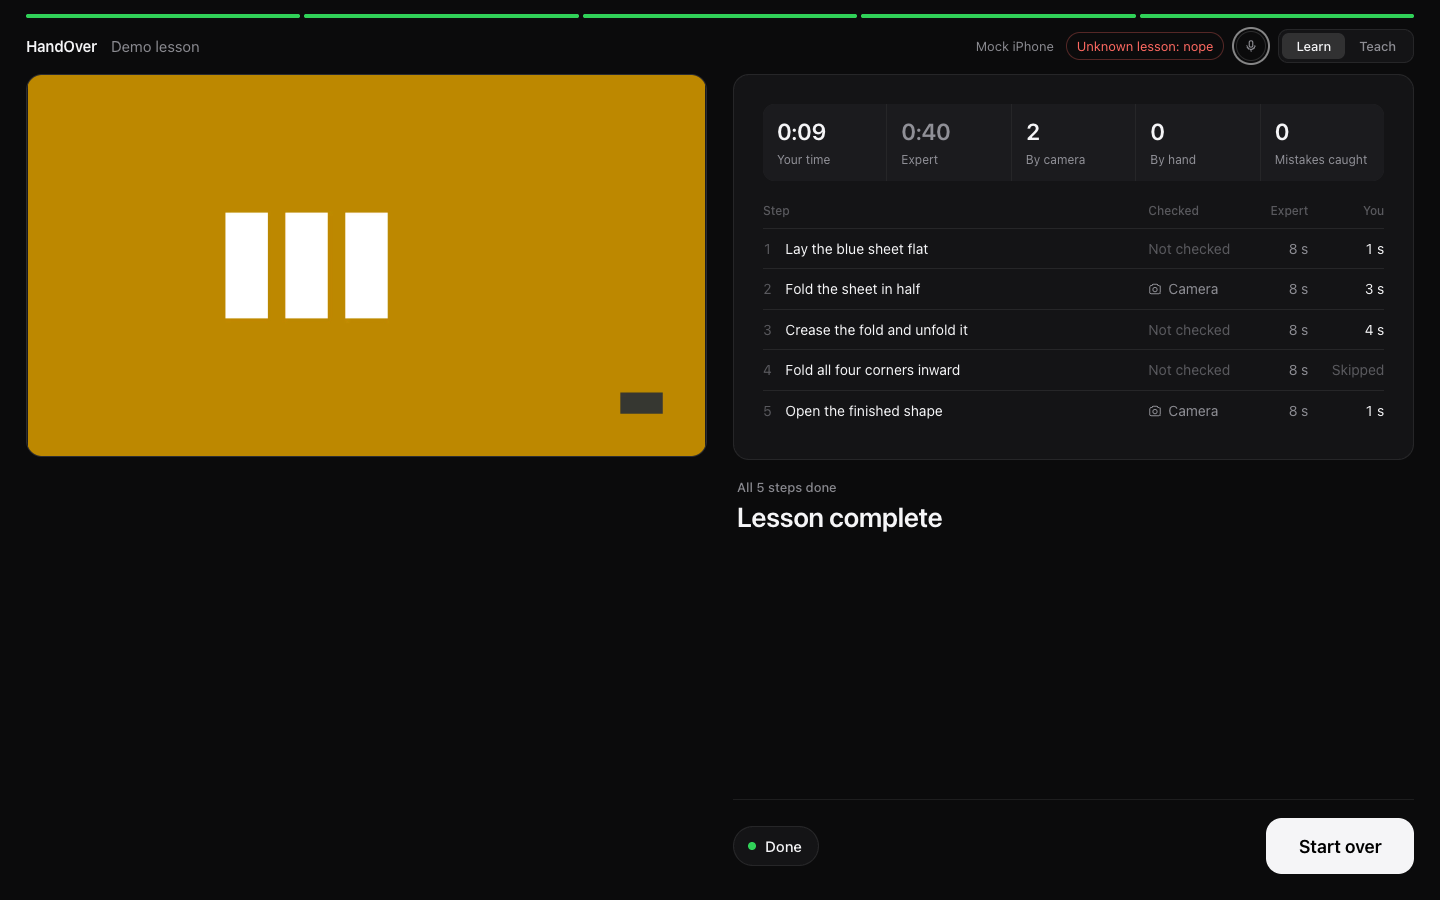 HandOver Demo lesson
Mock iPhone Unknown lesson: nope Learn Teach
0:09 0:40 2 0 0
Your time Expert By camera By hand Mistakes caught
Step Checked Expert You
1 Lay the blue sheet flat Not checked 8 s 1 s
2 Fold the sheet in half Camera 8 s 3 s
3 Crease the fold and unfold it Not checked 8 s 4 s
4 Fold all four corners inward Not checked 8 s Skipped
5 Open the finished shape Camera 8 s 1 s
All 5 steps done
Lesson complete
Done Start over